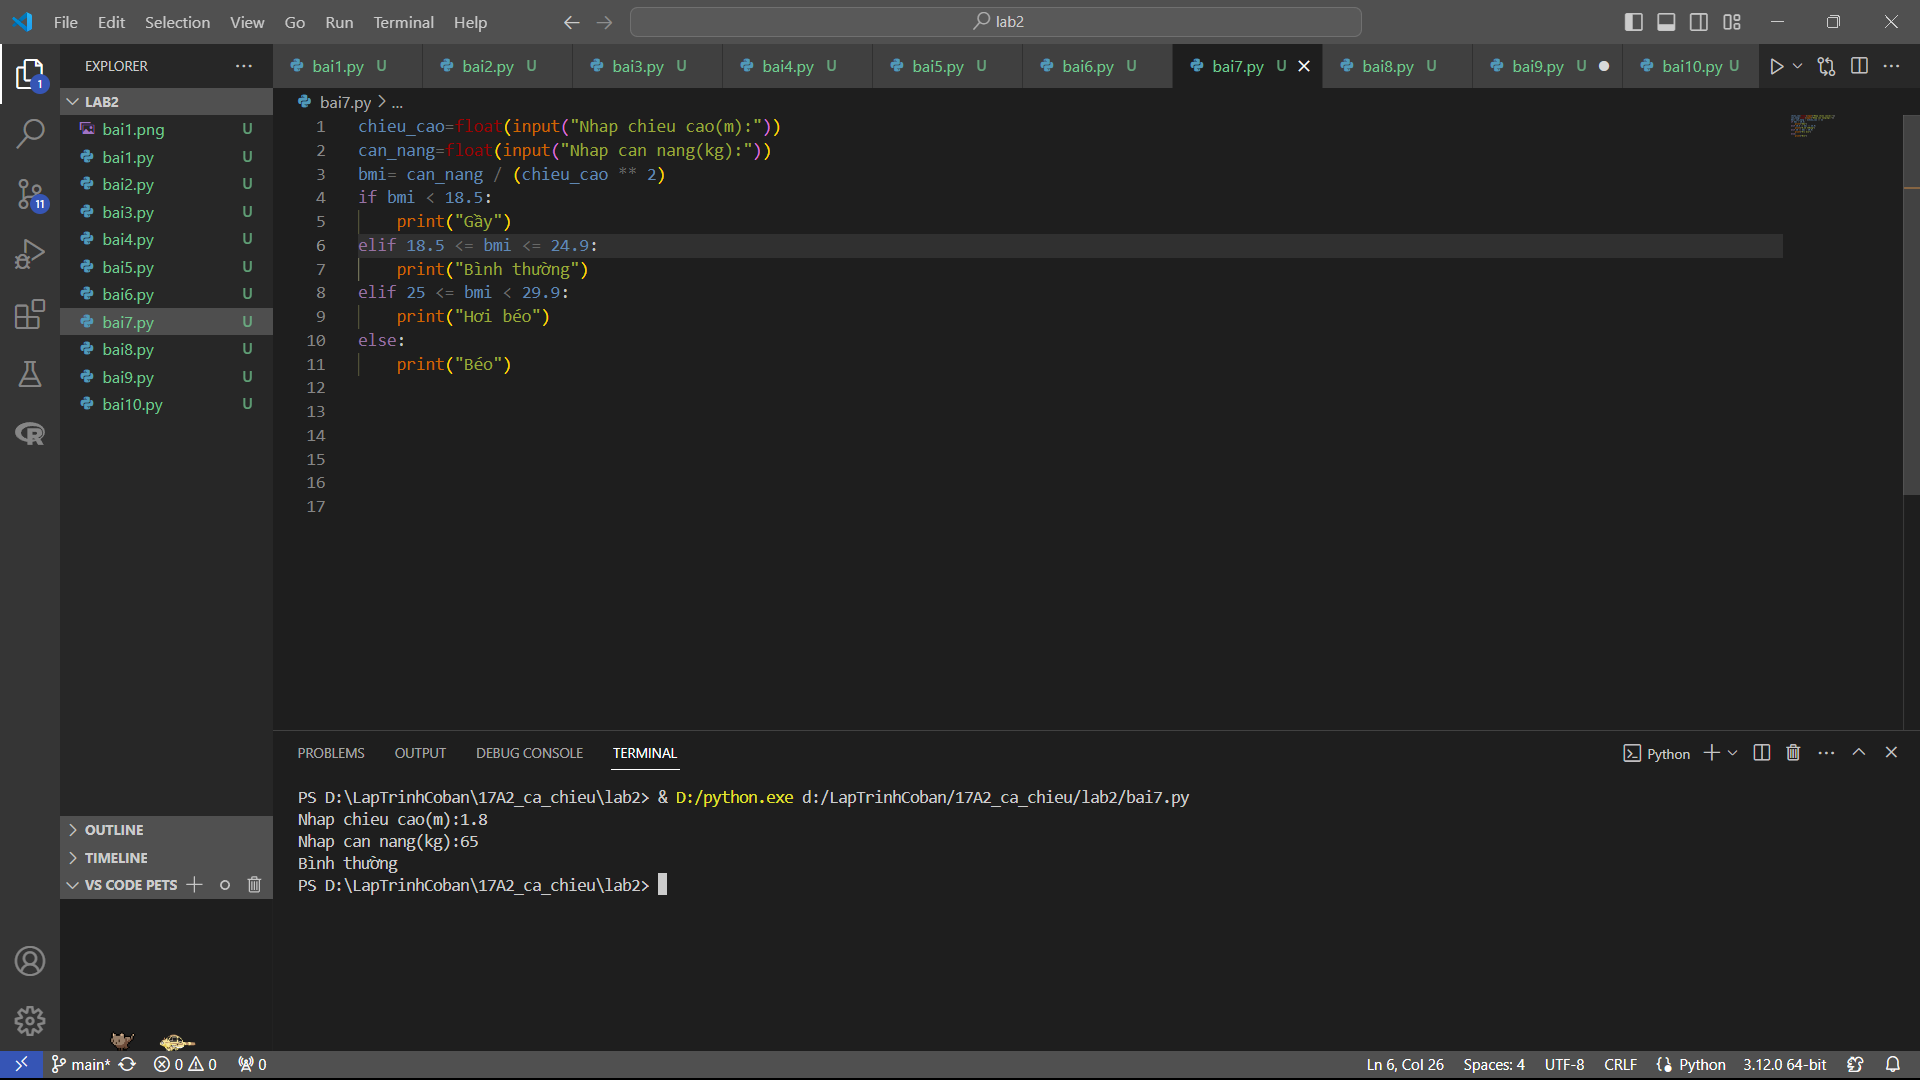 File Edit Selection View Go Run Terminal Help
lab2
EXPLORER
LAB2
bai1.png U
bai1.py U
bai2.py U
bai3.py U
bai4.py U
bai5.py U
bai6.py U
bai7.py U
bai8.py U
bai9.py U
bai10.py U
OUTLINE
TIMELINE
VS CODE PETS
bai1.py U bai2.py U bai3.py U bai4.py U bai5.py U bai6.py U bai7.py U bai8.py U bai9.py U bai10.py U
bai7.py > ...
1 chieu_cao=float(input("Nhap chieu cao(m):"))
2 can_nang=float(input("Nhap can nang(kg):"))
3 bmi= can_nang / (chieu_cao ** 2)
4 if bmi < 18.5:
5     print("Gầy")
6 elif 18.5 <= bmi <= 24.9:
7     print("Bình thường")
8 elif 25 <= bmi < 29.9:
9     print("Hơi béo")
10 else:
11     print("Béo")
12
13
14
15
16
17
PROBLEMS OUTPUT DEBUG CONSOLE TERMINAL
Python
PS D:\LapTrinhCoban\17A2_ca_chieu\lab2> & D:/python.exe d:/LapTrinhCoban/17A2_ca_chieu/lab2/bai7.py
Nhap chieu cao(m):1.8
Nhap can nang(kg):65
Bình thường
PS D:\LapTrinhCoban\17A2_ca_chieu\lab2>
1
11
main* 0 0 0
Ln 6, Col 26 Spaces: 4 UTF-8 CRLF Python 3.12.0 64-bit